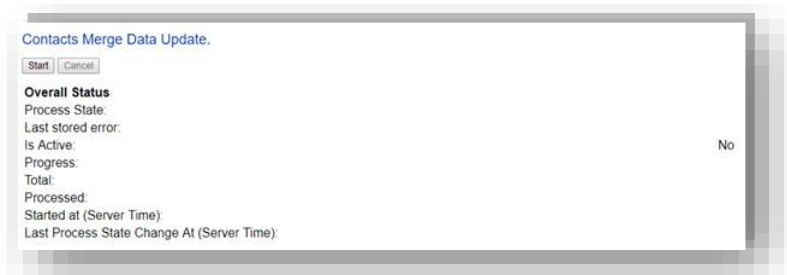 Contacts Merge Data Update.
Start Cancel
Overall Status
Process State:
Last stored error:
Is Active: No
Progress:
Total:
Processed:
Started at (Server Time):
Last Process State Change At (Server Time):